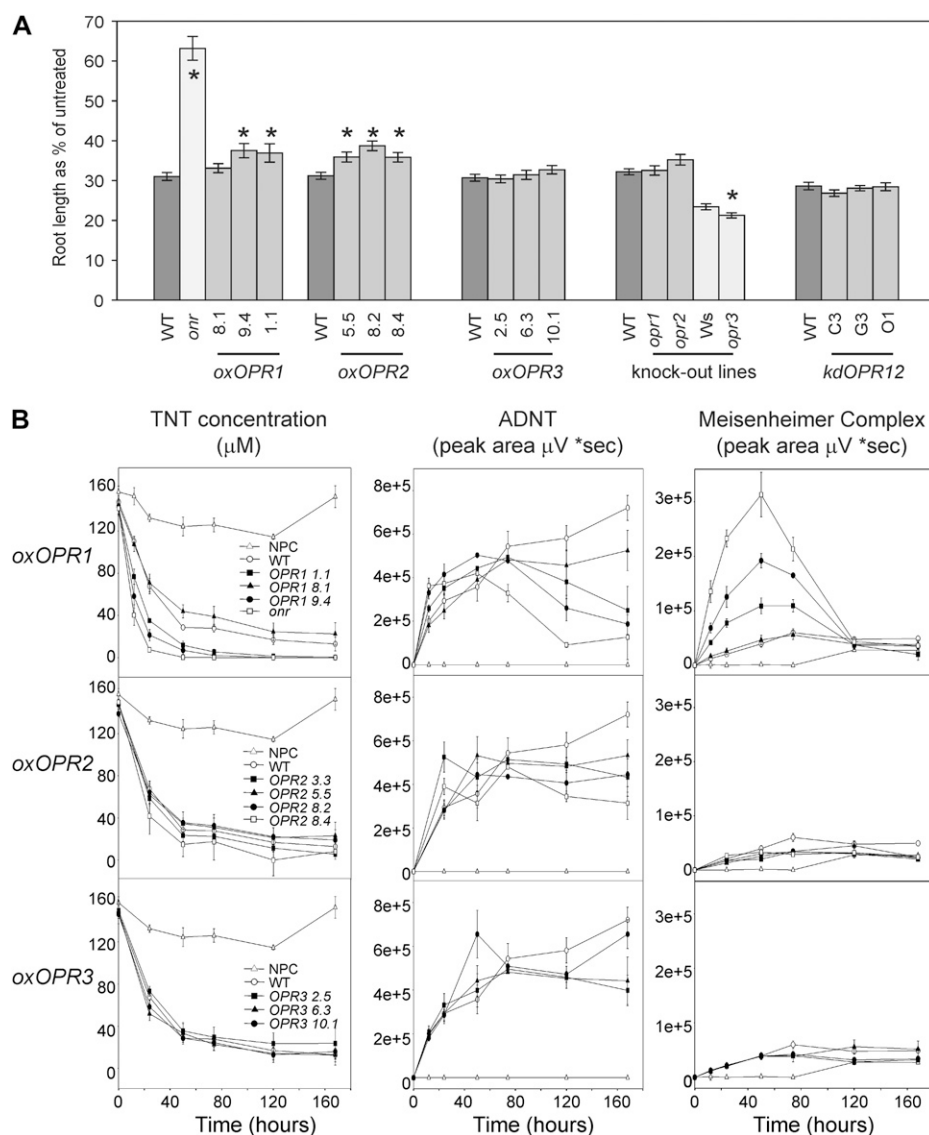 A
Root length as % of untreated
70
60
50
40
30
20
10
0
* * * * * * *
WT onr 8.1 9.4 1.1 WT 5.5 8.2 8.4 WT 2.5 6.3 10.1 WT opr1 opr2 Ws opr3 WT C3 G3 O1
oxOPR1 oxOPR2 oxOPR3 knock-out lines kdOPR12
B
TNT concentration (μM)
ADNT (peak area μV *sec)
Meisenheimer Complex (peak area μV *sec)
oxOPR1
160
120
80
40
0
NPC
WT
OPR1 1.1
OPR1 8.1
OPR1 9.4
onr
8e+5
6e+5
4e+5
2e+5
0
3e+5
2e+5
1e+5
0
oxOPR2
160
120
80
40
0
NPC
WT
OPR2 3.3
OPR2 5.5
OPR2 8.2
OPR2 8.4
8e+5
6e+5
4e+5
2e+5
0
3e+5
2e+5
1e+5
0
oxOPR3
160
120
80
40
0
NPC
WT
OPR3 2.5
OPR3 6.3
OPR3 10.1
8e+5
6e+5
4e+5
2e+5
0
3e+5
2e+5
1e+5
0
0 40 80 120 160
0 40 80 120 160
0 40 80 120 160
Time (hours)
Time (hours)
Time (hours)